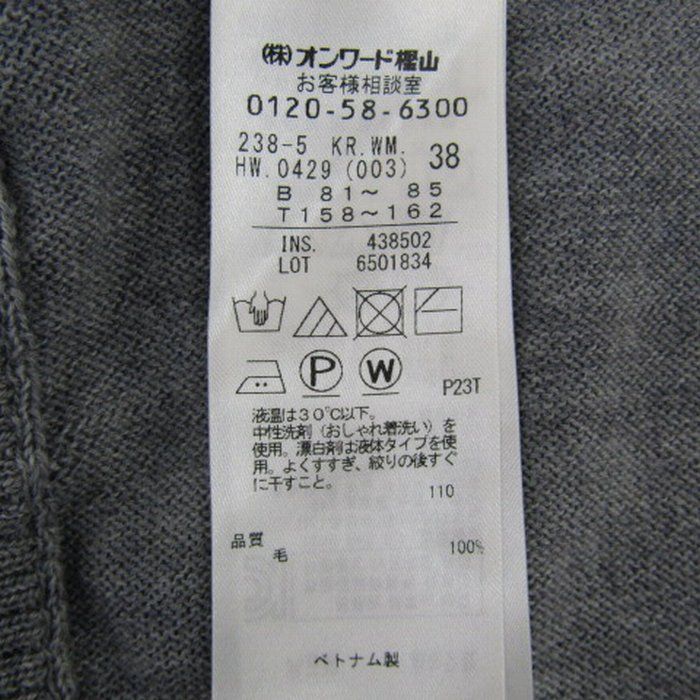 (株)オンワード樫山
お客様相談室
0120-58-6300
238-5 KR.WM.
HW.0429 (003) 38
B 81～ 85
T158～162
INS. 438502
LOT 6501834
P W P23T
液温は30℃以下。
中性洗剤(おしゃれ着洗い)を
使用。漂白剤は液体タイプを使
用。よくすすぎ、絞りの後すぐ
に干すこと。
110
品質
毛 100%
ベトナム製